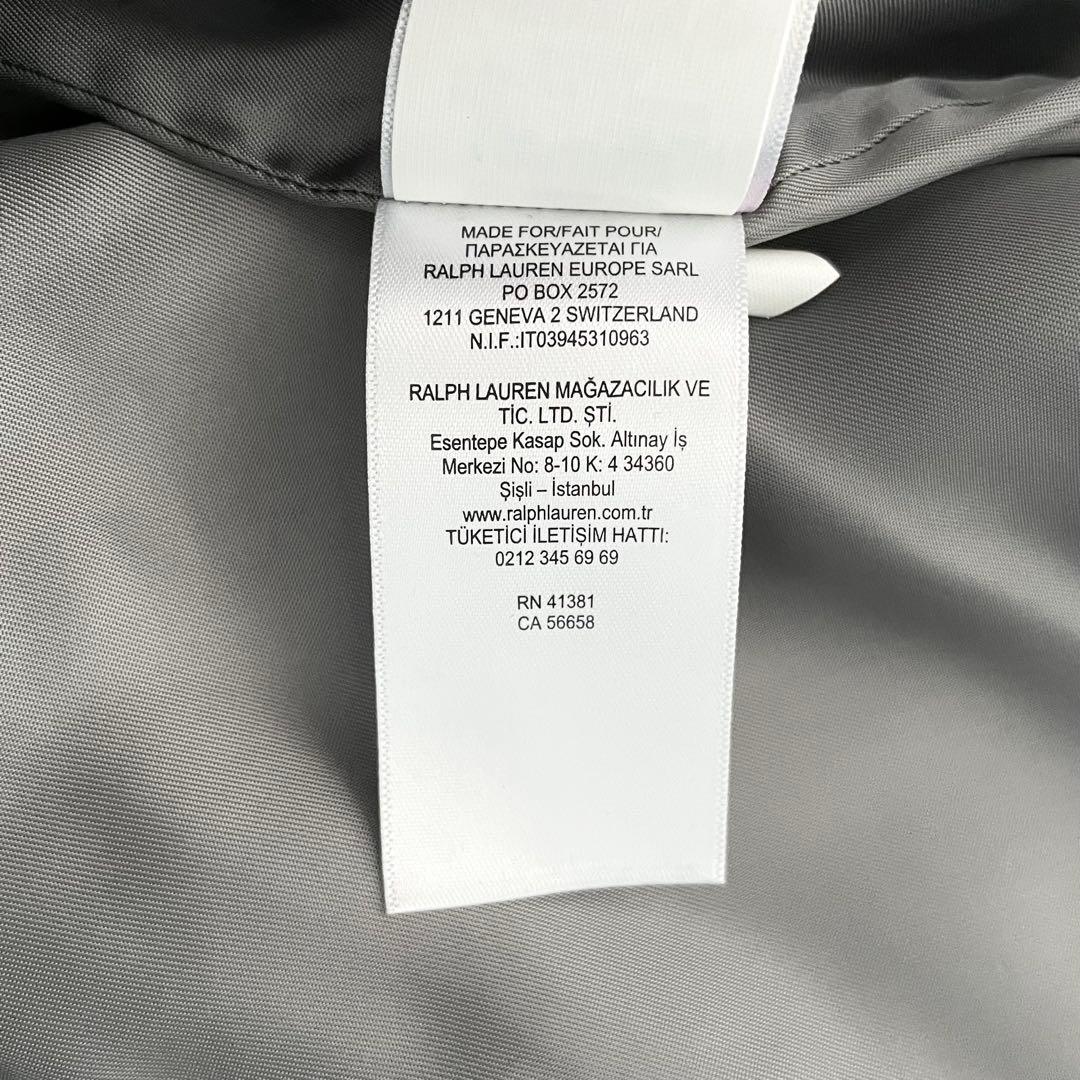 MADE FOR/FAIT POUR/
ΠΑΡΑΣΚΕΥΑΖΕΤΑΙ ΓΙΑ
RALPH LAUREN EUROPE SARL
PO BOX 2572
1211 GENEVA 2 SWITZERLAND
N.I.F.:IT03945310963
RALPH LAUREN MAĞAZACILIK VE
TİC. LTD. ŞTİ.
Esentepe Kasap Sok. Altınay İş
Merkezi No: 8-10 K: 4 34360
Şişli – İstanbul
www.ralphlauren.com.tr
TÜKETİCİ İLETİŞİM HATTI:
0212 345 69 69
RN 41381
CA 56658